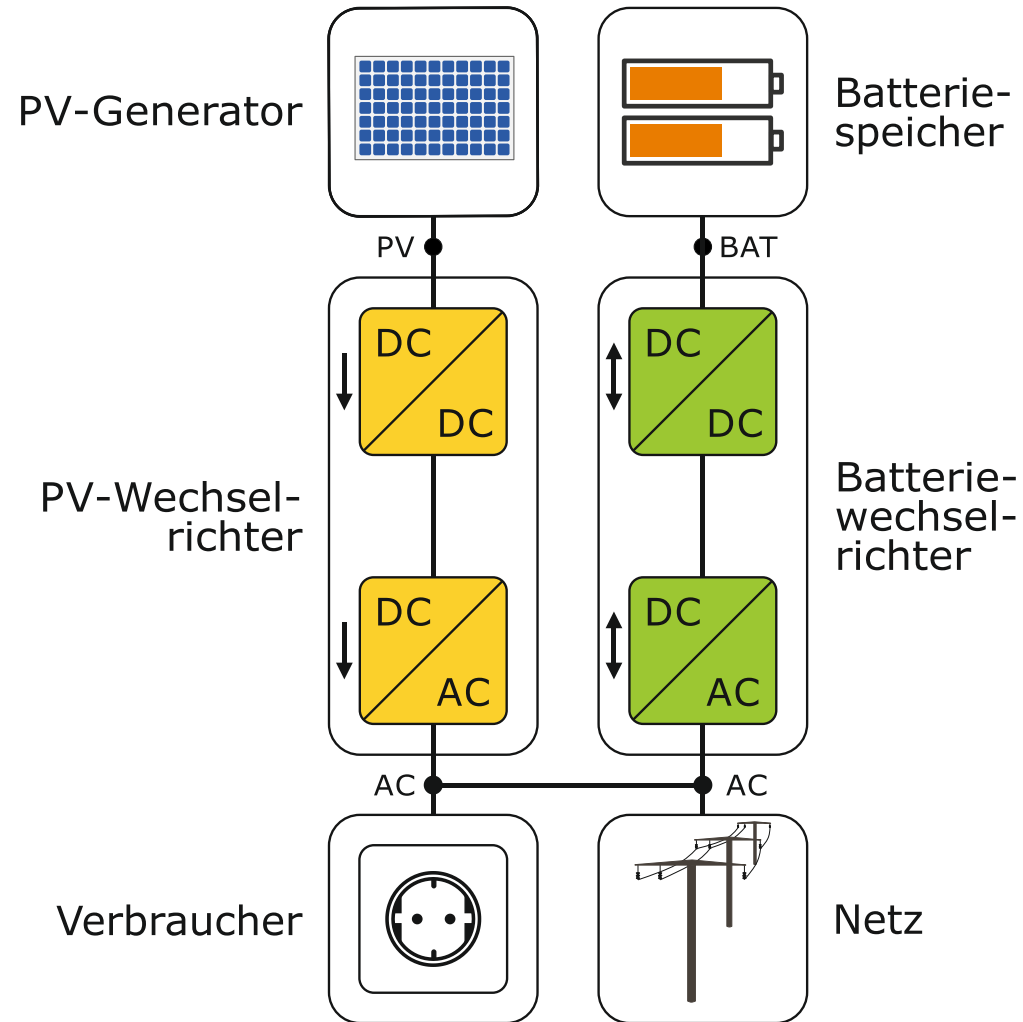 PV-Generator
Batterie-
speicher
PV
BAT
DC
DC
DC
DC
PV-Wechsel-
richter
Batterie-
wechsel-
richter
DC
AC
DC
AC
AC
AC
Verbraucher
Netz